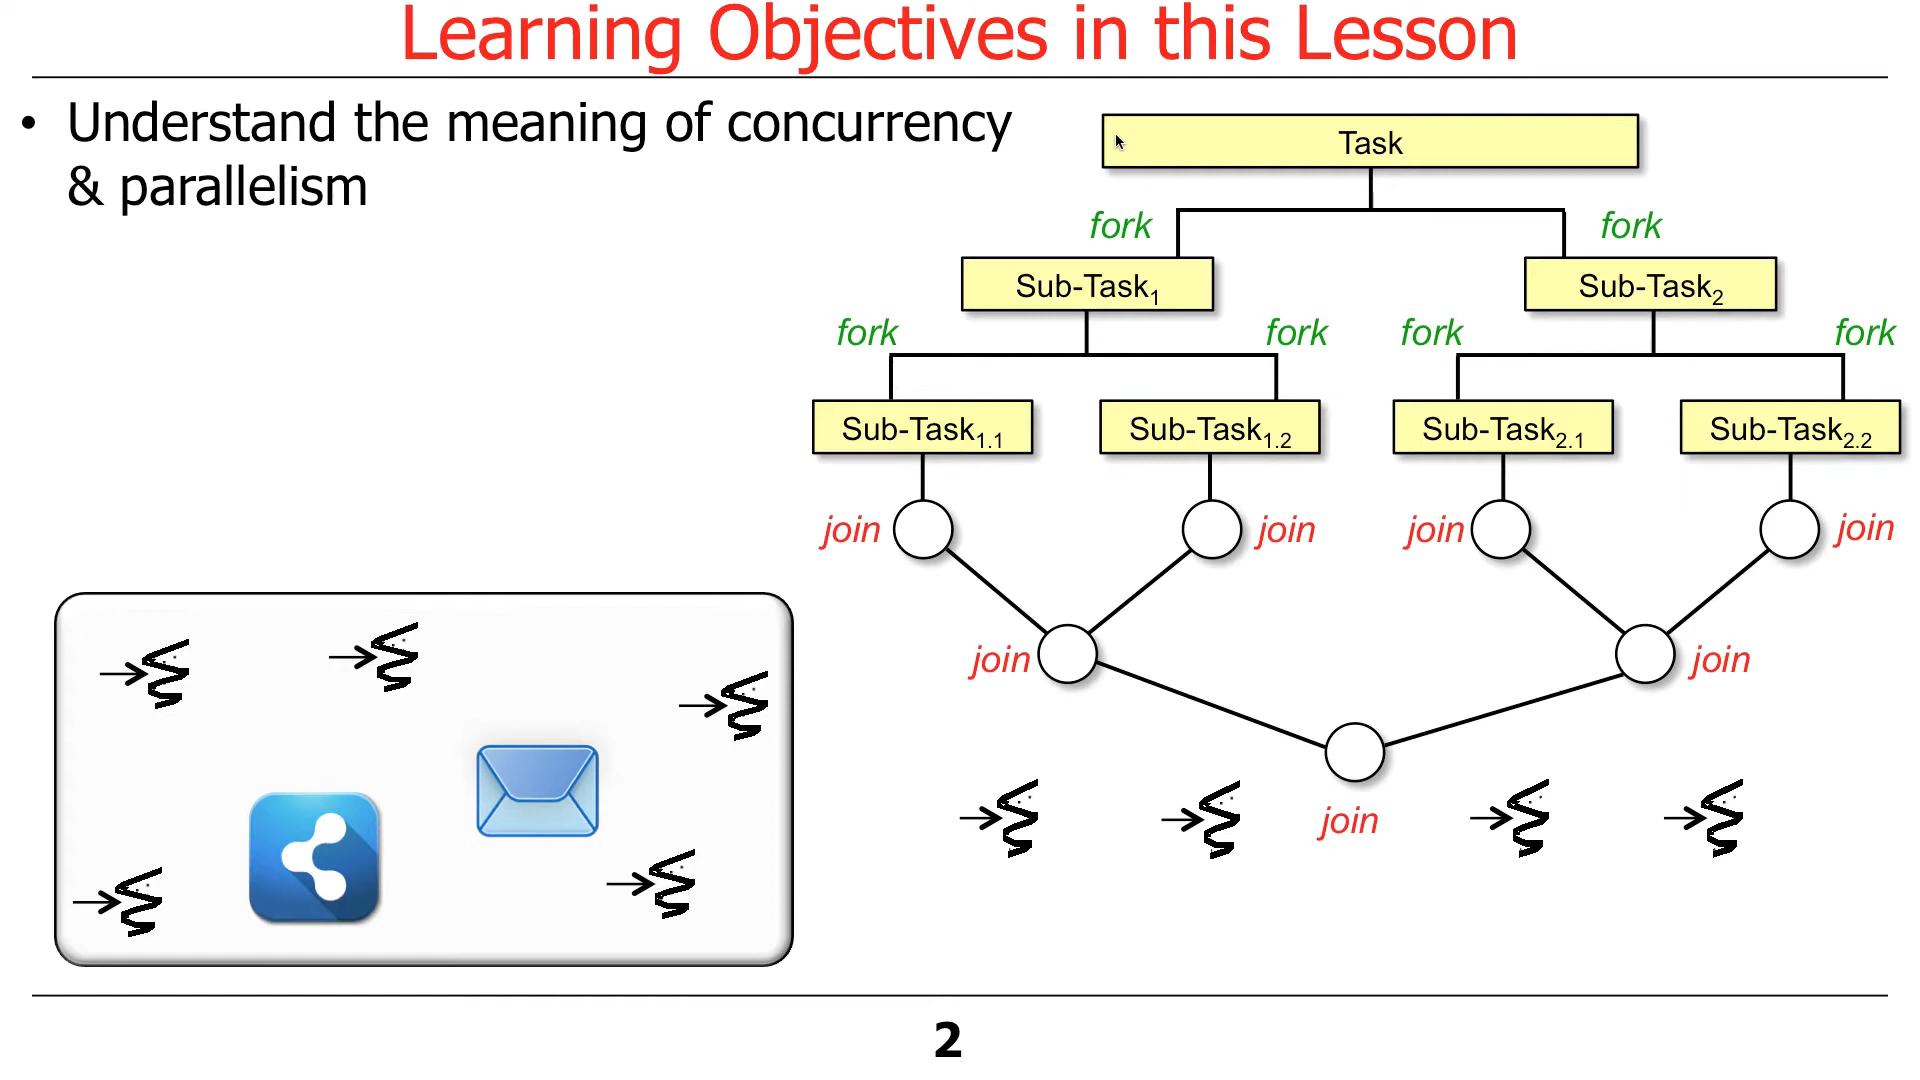 Learning Objectives in this Lesson
• Understand the meaning of concurrency
& parallelism
Task
fork fork
Sub-Task1 Sub-Task2
fork fork fork fork
Sub-Task1.1 Sub-Task1.2 Sub-Task2.1 Sub-Task2.2
join join join join
join join
join
2